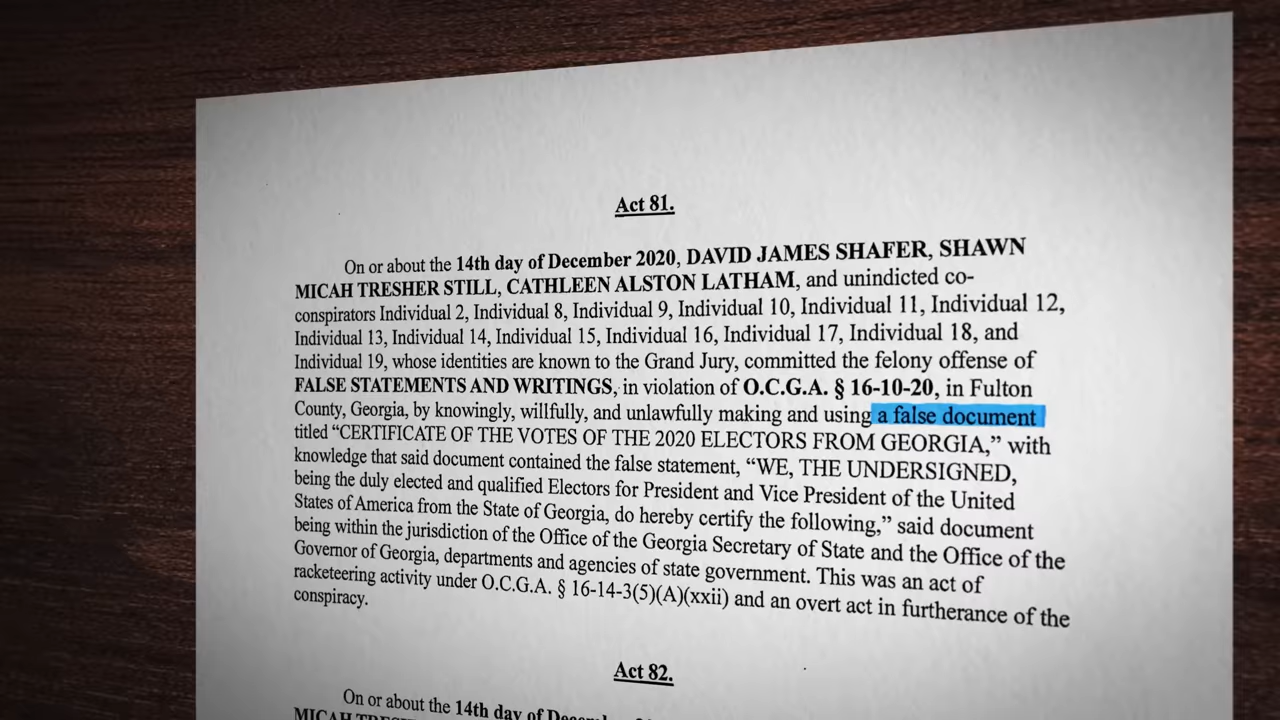 Act 81.
On or about the 14th day of December 2020, DAVID JAMES SHAFER, SHAWN
MICAH TRESHER STILL, CATHLEEN ALSTON LATHAM, and unindicted co-
conspirators Individual 2, Individual 8, Individual 9, Individual 10, Individual 11, Individual 12,
Individual 13, Individual 14, Individual 15, Individual 16, Individual 17, Individual 18, and
Individual 19, whose identities are known to the Grand Jury, committed the felony offense of
FALSE STATEMENTS AND WRITINGS, in violation of O.C.G.A. § 16-10-20, in Fulton
County, Georgia, by knowingly, willfully, and unlawfully making and using a false document
titled “CERTIFICATE OF THE VOTES OF THE 2020 ELECTORS FROM GEORGIA,” with
knowledge that said document contained the false statement, “WE, THE UNDERSIGNED,
being the duly elected and qualified Electors for President and Vice President of the United
States of America from the State of Georgia, do hereby certify the following,” said document
being within the jurisdiction of the Office of the Georgia Secretary of State and the Office of the
Governor of Georgia, departments and agencies of state government. This was an act of
racketeering activity under O.C.G.A. § 16-14-3(5)(A)(xxii) and an overt act in furtherance of the
conspiracy.
Act 82.
On or about the 14th day of